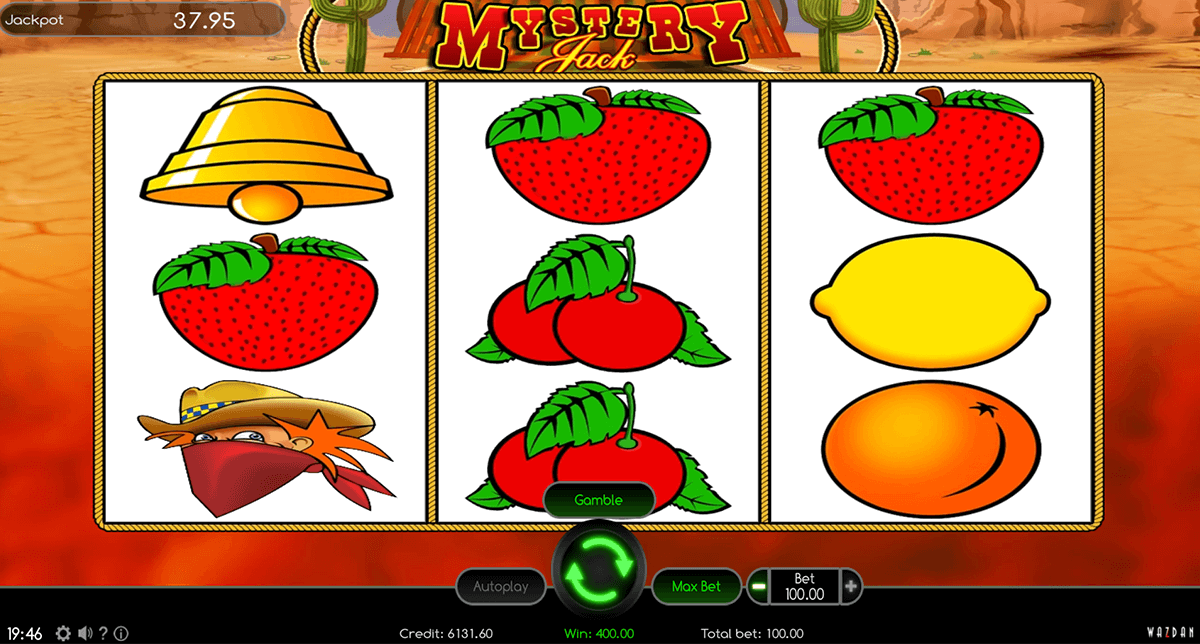 Jackpot 37.95
MYSTERY
Jack
Gamble
Autoplay
Max Bet
Bet
100.00
19:46
?
Credit: 6131.60
Win: 400.00
Total bet: 100.00
WAZDAN